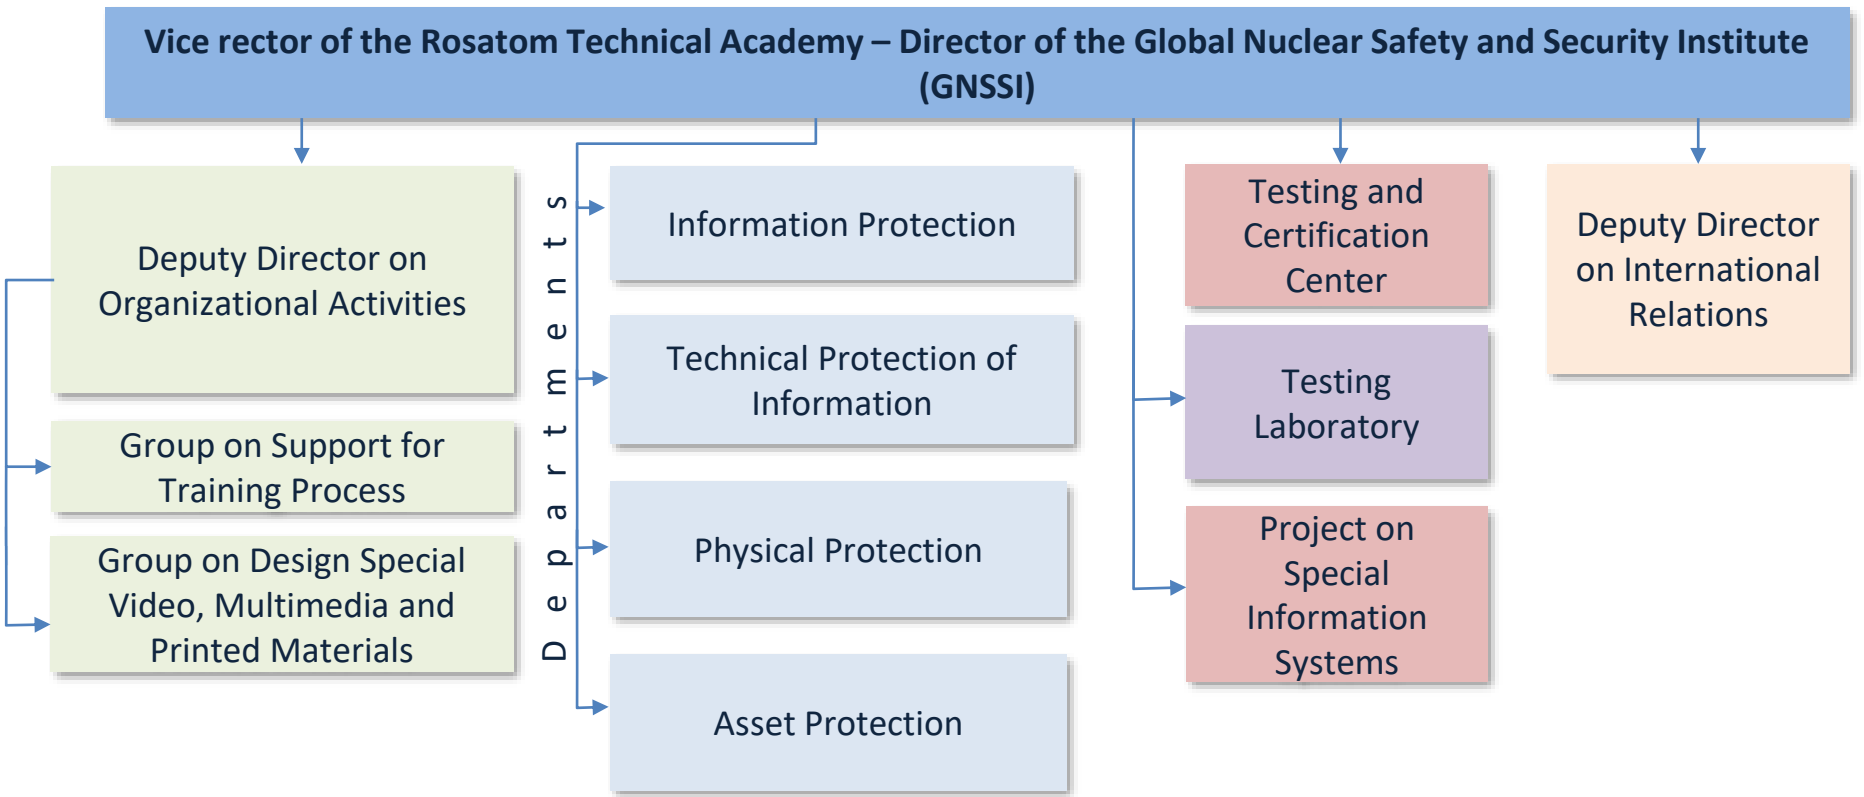 Vice rector of the Rosatom Technical Academy – Director of the Global Nuclear Safety and Security Institute
(GNSSI)
Deputy Director on
Organizational Activities
Group on Support for
Training Process
Group on Design Special
Video, Multimedia and
Printed Materials
Departments
Information Protection
Technical Protection of
Information
Physical Protection
Asset Protection
Testing and
Certification
Center
Testing
Laboratory
Project on
Special
Information
Systems
Deputy Director
on International
Relations